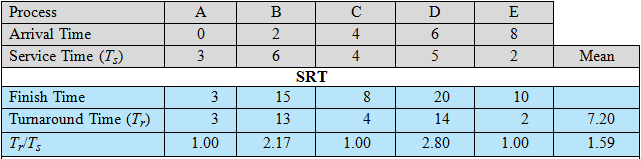 Process A B C D E
Arrival Time 0 2 4 6 8
Service Time (Ts) 3 6 4 5 2 Mean
SRT
Finish Time 3 15 8 20 10
Turnaround Time (Tr) 3 13 4 14 2 7.20
Tr/Ts 1.00 2.17 1.00 2.80 1.00 1.59